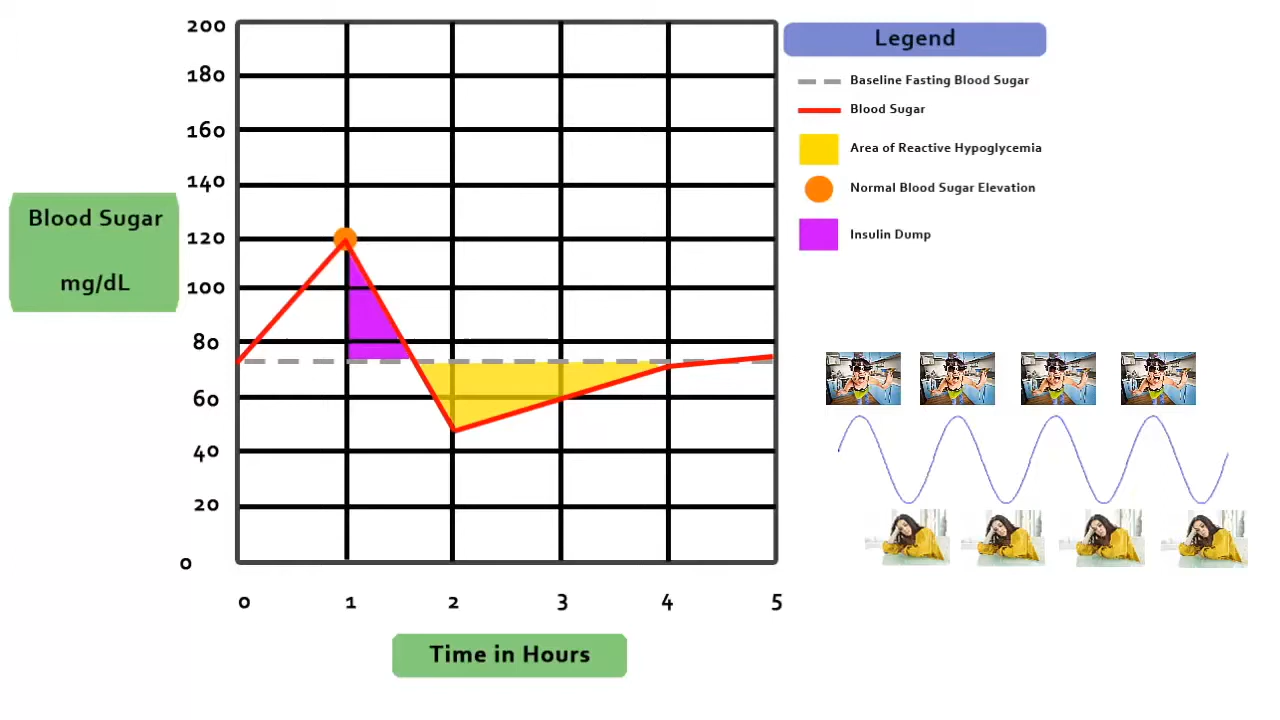 200
180
160
140
120
100
80
60
40
20
0
Blood Sugar
mg/dL
0 1 2 3 4 5
Time in Hours
Legend
Baseline Fasting Blood Sugar
Blood Sugar
Area of Reactive Hypoglycemia
Normal Blood Sugar Elevation
Insulin Dump